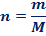 n = m/M